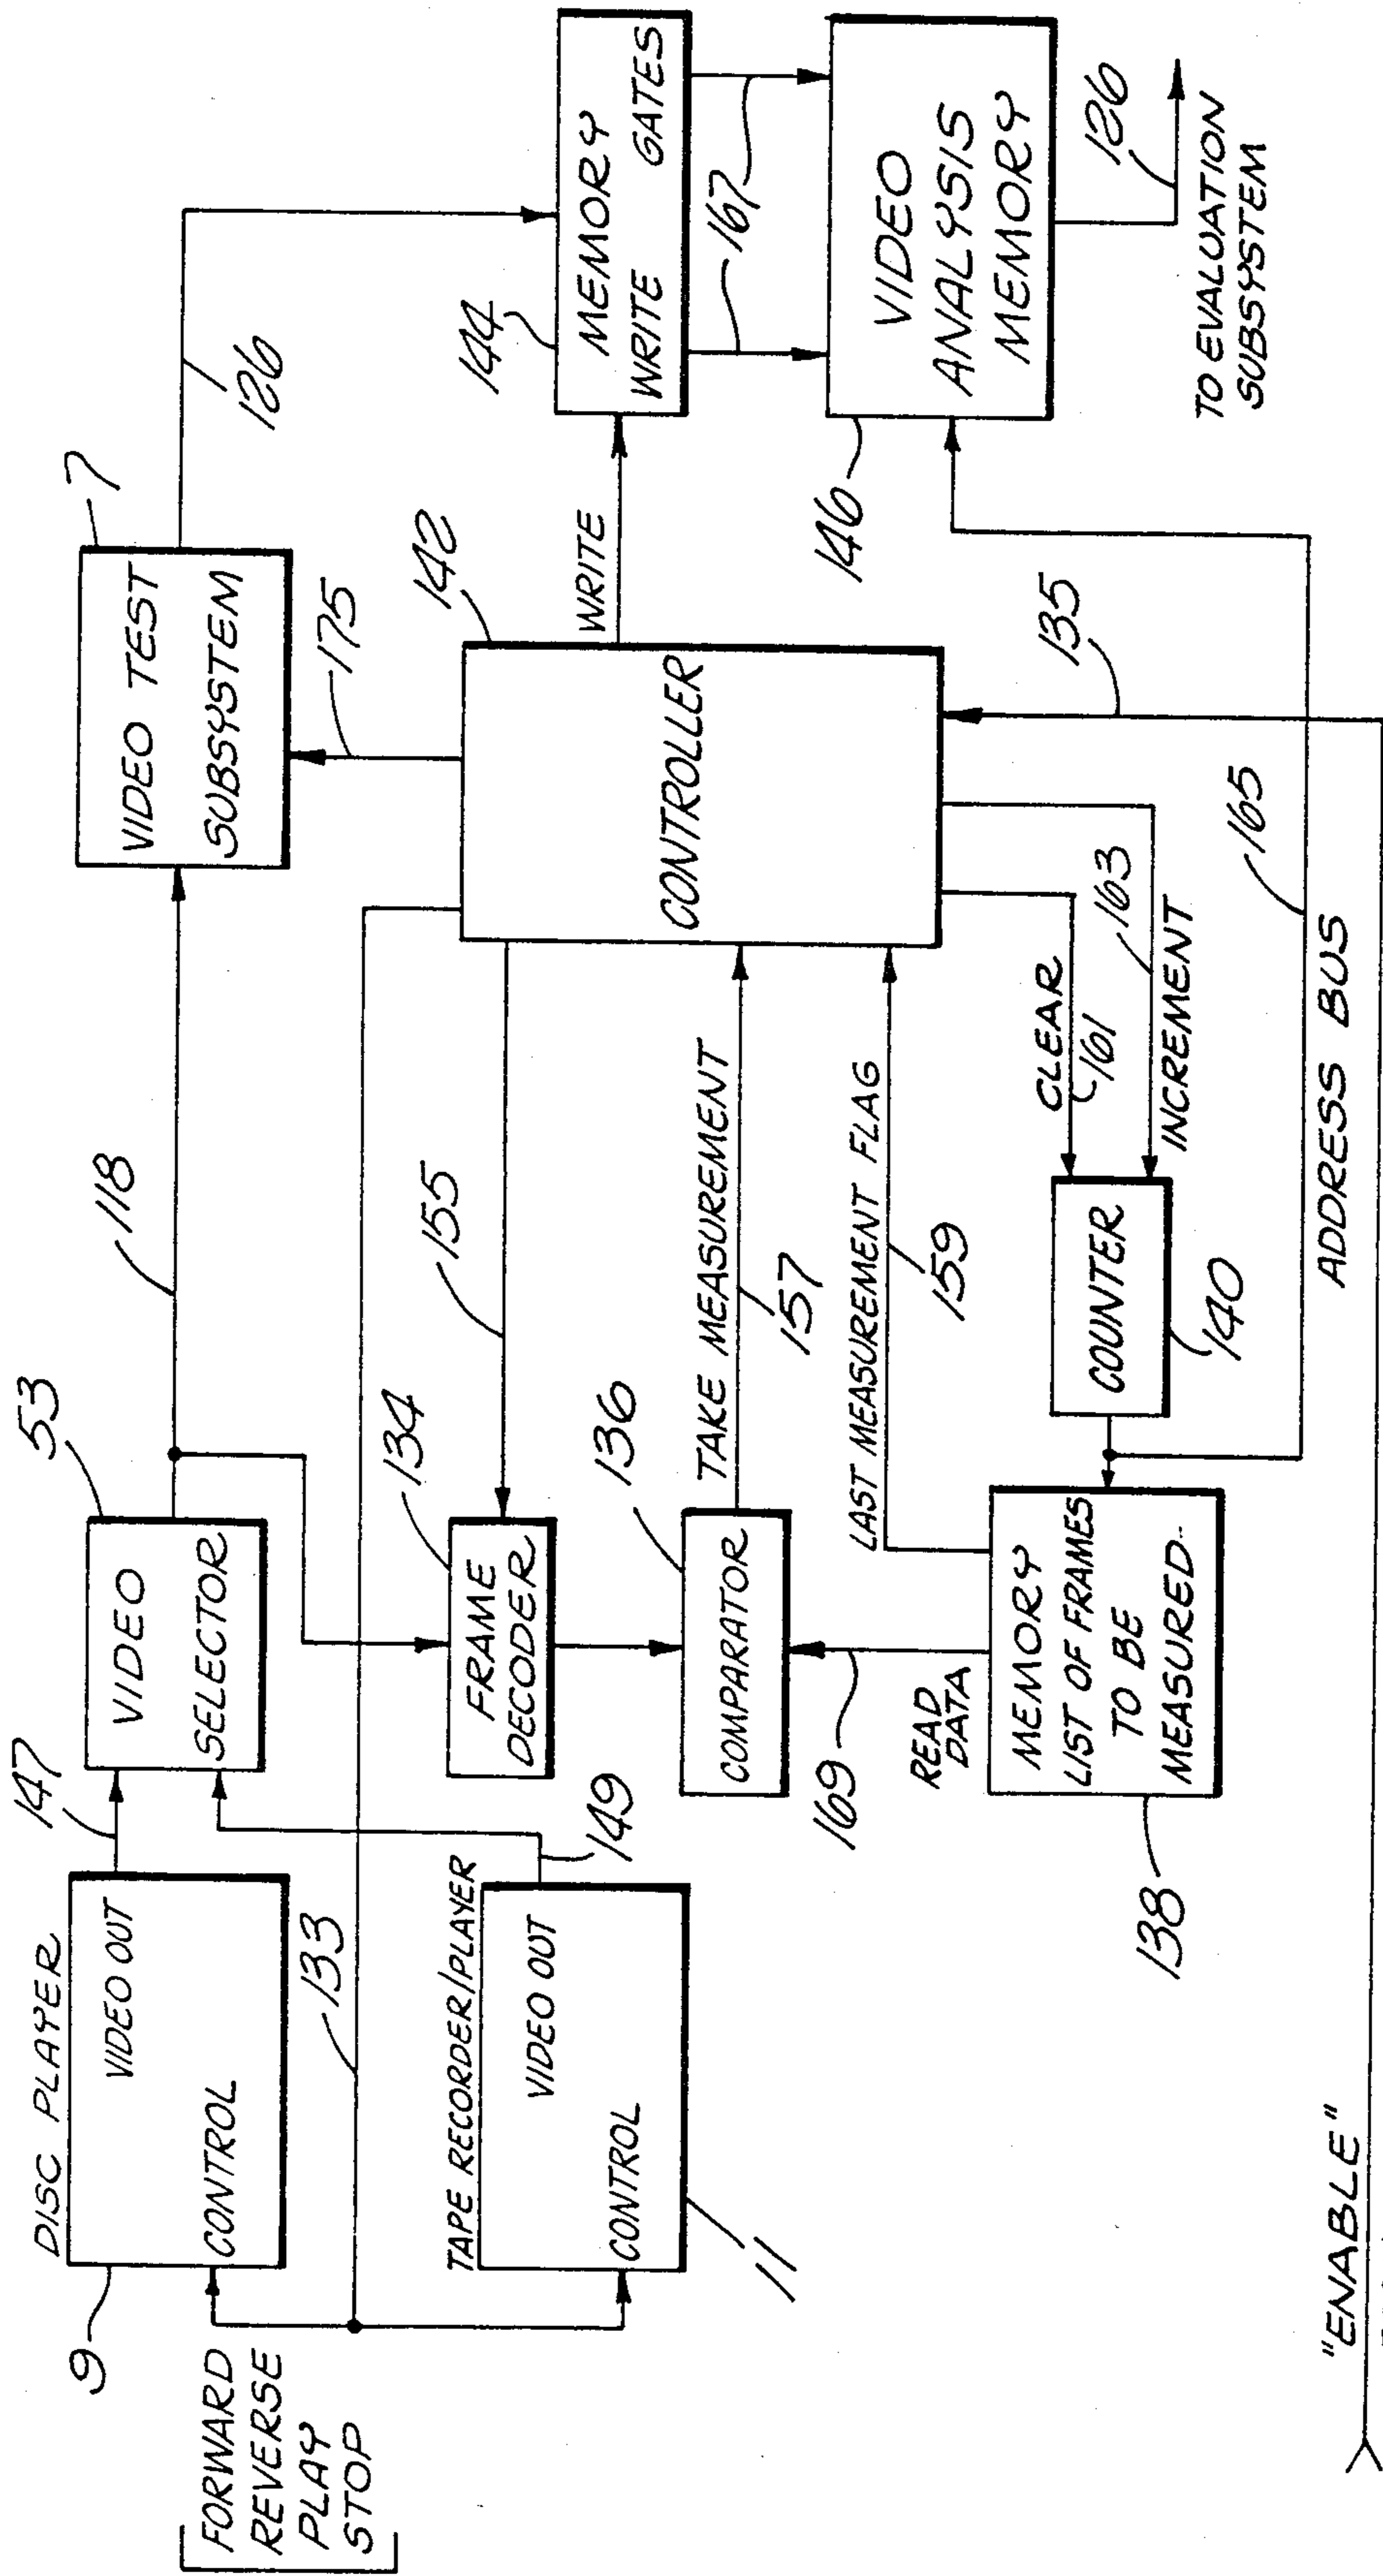 DISC PLAYER
9
VIDEO OUT
CONTROL
FORWARD
REVERSE
PLAY
STOP
147
53
VIDEO
SELECTOR
118
7
VIDEO TEST
SUBSYSTEM
126
175
133
TAPE RECORDER/PLAYER
VIDEO OUT
CONTROL
11
149
134
FRAME
DECODER
155
142
CONTROLLER
WRITE
144
MEMORY
WRITE GATES
167
136
COMPARATOR
TAKE MEASUREMENT
157
LAST MEASUREMENT FLAG
159
169
READ
DATA
MEMORY
LIST OF FRAMES
TO BE
MEASURED
138
CLEAR
161
163
INCREMENT
COUNTER
140
135
165
ADDRESS BUS
146
VIDEO
ANALYSIS
MEMORY
126
TO EVALUATION
SUBSYSTEM
"ENABLE"